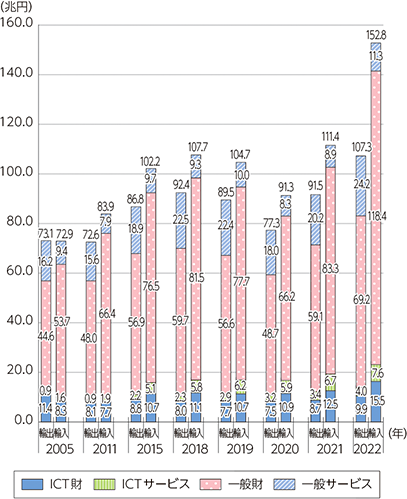 (兆円)
160.0
140.0
120.0
100.0
80.0
60.0
40.0
20.0
0.0
73.1 72.9 72.6 83.9 86.8 102.2 92.4 107.7 89.5 104.7 77.3 91.3 91.5 111.4 107.3 152.8
16.2 9.4 15.6 7.9 18.9 9.7 22.5 9.3 22.4 10.0 18.0 8.3 20.2 8.9 24.2 11.3
44.6 53.7 48.0 66.4 56.9 76.5 59.7 81.5 56.6 77.7 48.7 66.2 59.1 83.3 69.2 118.4
0.9 1.6 0.9 1.9 2.2 5.1 2.3 5.8 2.9 6.2 3.2 5.9 3.4 6.7 4.0 7.6
11.4 8.3 8.1 7.7 8.8 10.7 8.0 11.1 7.7 10.7 7.5 10.9 8.7 12.5 9.9 15.5
輸出 輸入 輸出 輸入 輸出 輸入 輸出 輸入 輸出 輸入 輸出 輸入 輸出 輸入 輸出 輸入 (年)
2005 2011 2015 2018 2019 2020 2021 2022
ICT財 ICTサービス 一般財 一般サービス